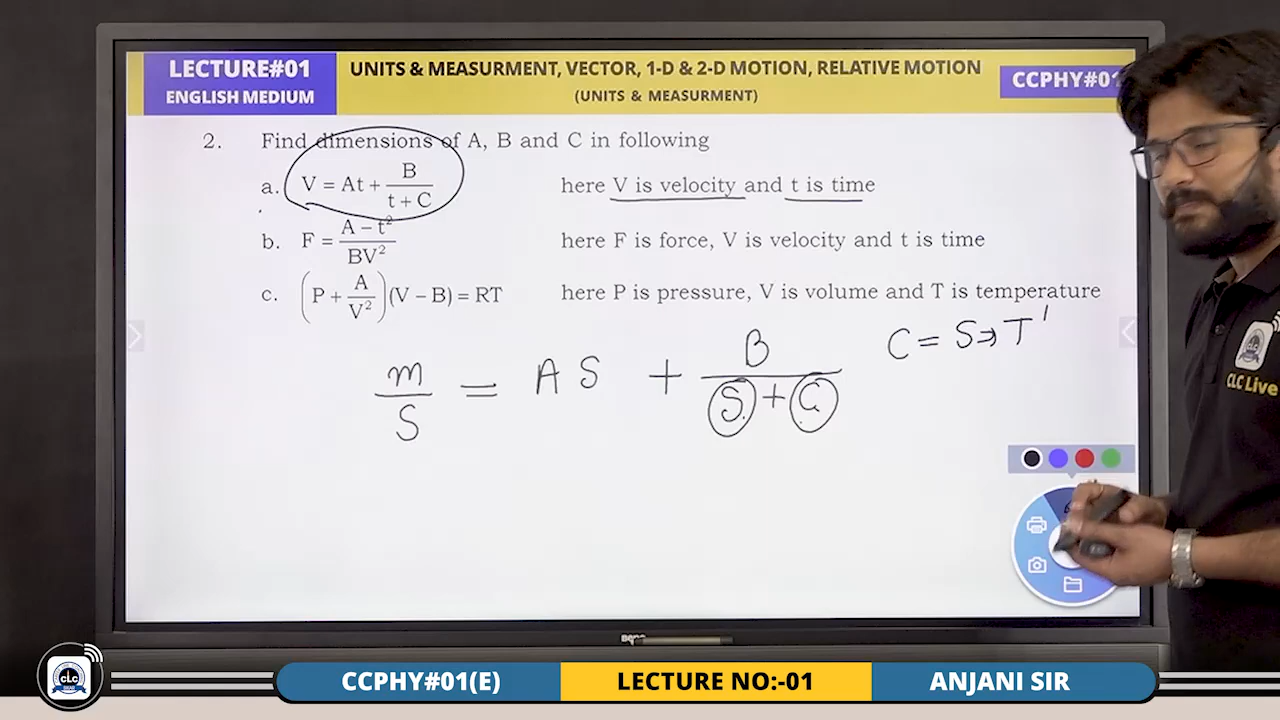 LECTURE#01
ENGLISH MEDIUM
UNITS & MEASURMENT, VECTOR, 1-D & 2-D MOTION, RELATIVE MOTION
(UNITS & MEASURMENT)
CCPHY#01
2. Find dimensions of A, B and C in following
a. V = At + B/(t + C) here V is velocity and t is time
b. F = (A – t²)/(BV²) here F is force, V is velocity and t is time
c. (P + A/V²)(V – B) = RT here P is pressure, V is volume and T is temperature
C = S ⇒ T¹
m/S = A S + B/(S + C)
CLC Live
CLC
SIKAR
CCPHY#01(E)
LECTURE NO:-01
ANJANI SIR